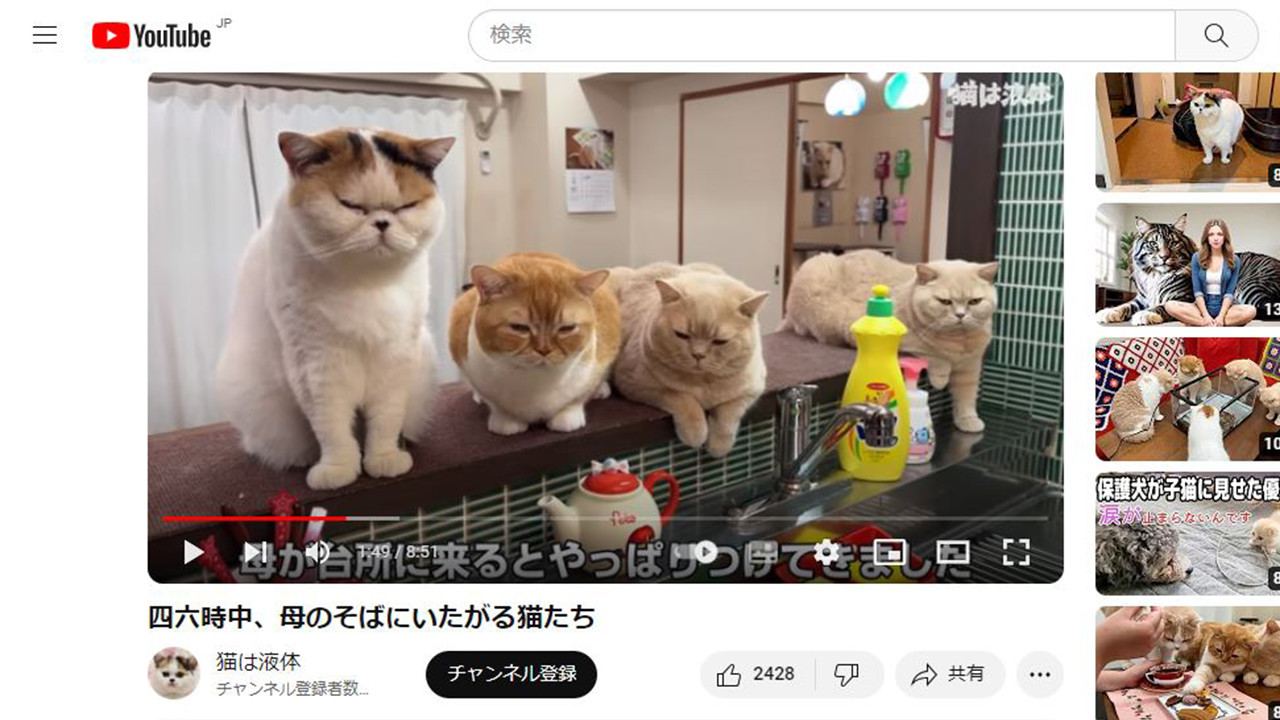 YouTube JP
検索
猫は液体
母が台所に来るとやっぱりつけてきました
1:49 / 8:51
四六時中、母のそばにいたがる猫たち
猫は液体
チャンネル登録者数...
チャンネル登録
2428
共有
8
13
10
保護犬が子猫に見せた優
涙が止まらないんです
8
8